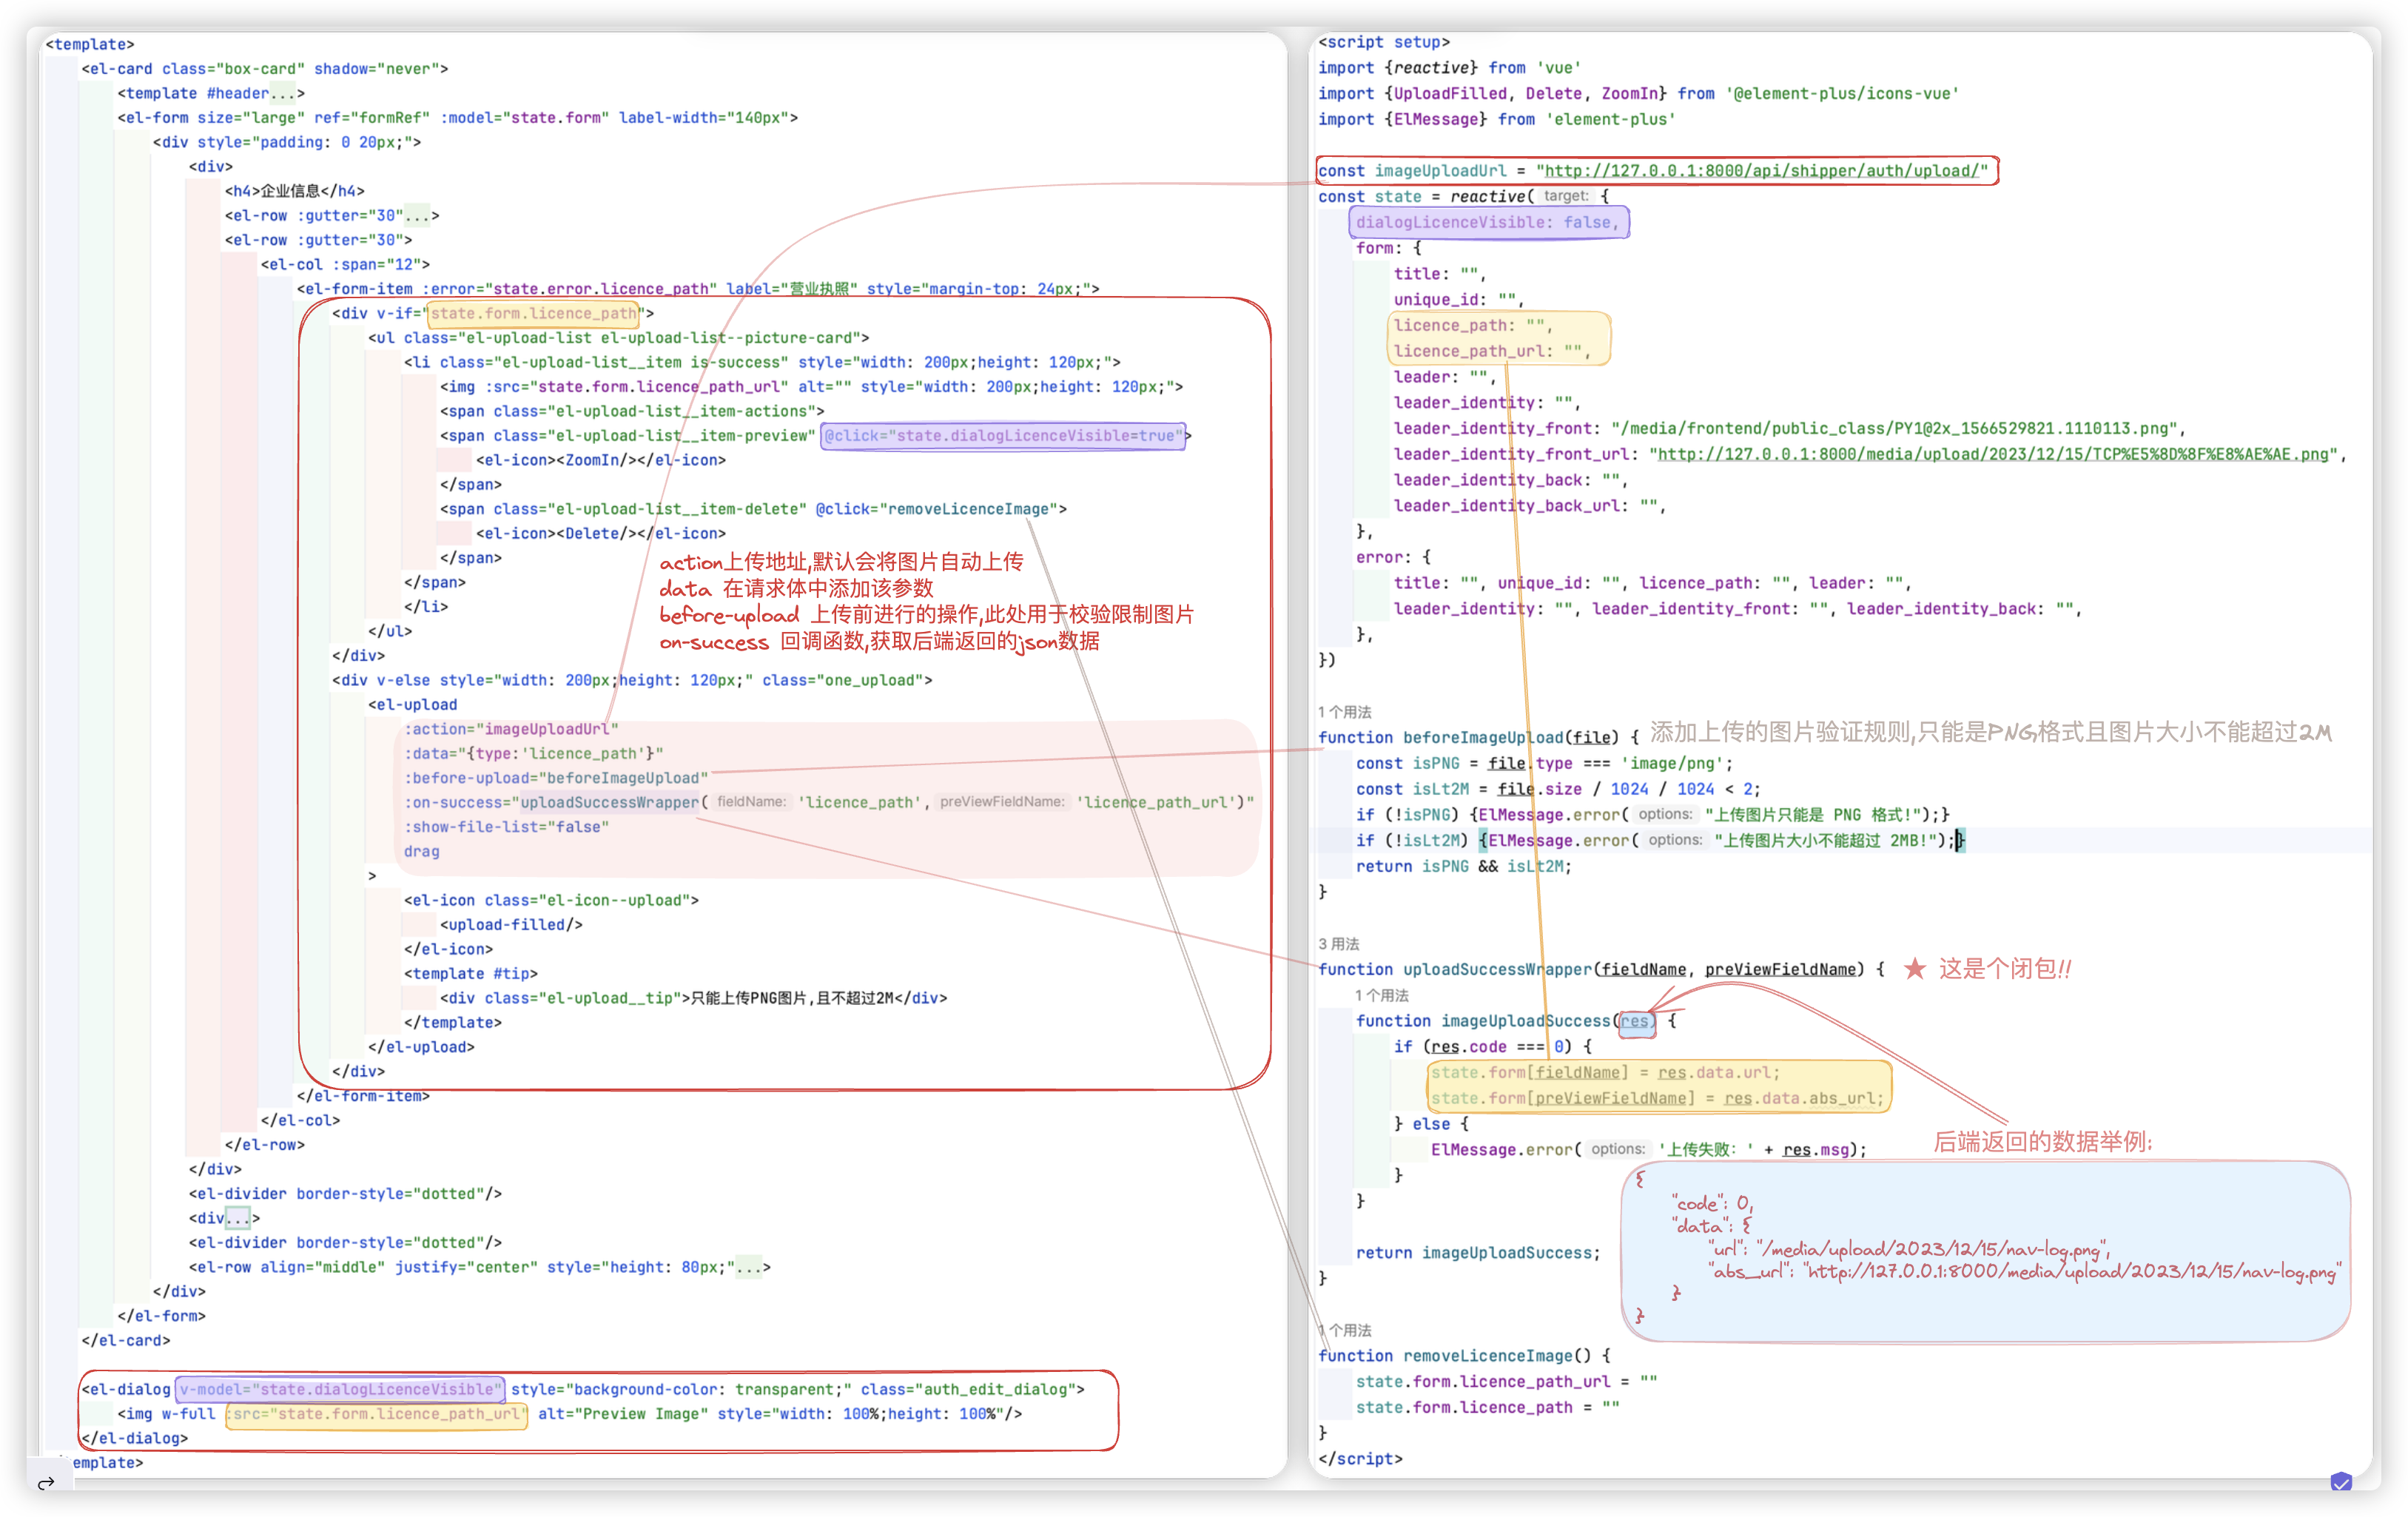 <template>
<el-card class="box-card" shadow="never">
<template #header...>
<el-form size="large" ref="formRef" :model="state.form" label-width="140px">
<div style="padding: 0 20px;">
<div>
<h4>企业信息</h4>
<el-row :gutter="30"...>
<el-row :gutter="30">
<el-col :span="12">
<el-form-item :error="state.error.licence_path" label="营业执照" style="margin-top: 24px;">
<div v-if="state.form.licence_path">
<ul class="el-upload-list el-upload-list--picture-card">
<li class="el-upload-list__item is-success" style="width: 200px;height: 120px;">
<img :src="state.form.licence_path_url" alt="" style="width: 200px;height: 120px;">
<span class="el-upload-list__item-actions">
<span class="el-upload-list__item-preview" @click="state.dialogLicenceVisible=true">
<el-icon><ZoomIn/></el-icon>
</span>
<span class="el-upload-list__item-delete" @click="removeLicenceImage">
<el-icon><Delete/></el-icon>
</span>
</span>
</li>
</ul>
</div>
action上传地址,默认会将图片自动上传
data 在请求体中添加该参数
before-upload 上传前进行的操作,此处用于校验限制图片
on-success 回调函数,获取后端返回的json数据
<div v-else style="width: 200px;height: 120px;" class="one_upload">
<el-upload
:action="imageUploadUrl"
:data="{type:'licence_path'}"
:before-upload="beforeImageUpload"
:on-success="uploadSuccessWrapper( fieldName: 'licence_path', preViewFieldName: 'licence_path_url')"
:show-file-list="false"
drag
>
<el-icon class="el-icon--upload">
<upload-filled/>
</el-icon>
<template #tip>
<div class="el-upload__tip">只能上传PNG图片,且不超过2M</div>
</template>
</el-upload>
</div>
</el-form-item>
</el-col>
</el-row>
</div>
<el-divider border-style="dotted"/>
<div...>
<el-divider border-style="dotted"/>
<el-row align="middle" justify="center" style="height: 80px;"...>
</div>
</el-form>
</el-card>
<el-dialog v-model="state.dialogLicenceVisible" style="background-color: transparent;" class="auth_edit_dialog">
<img w-full :src="state.form.licence_path_url" alt="Preview Image" style="width: 100%;height: 100%"/>
</el-dialog>
emplate>
<script setup>
import {reactive} from 'vue'
import {UploadFilled, Delete, ZoomIn} from '@element-plus/icons-vue'
import {ElMessage} from 'element-plus'
const imageUploadUrl = "http://127.0.0.1:8000/api/shipper/auth/upload/"
const state = reactive( target: {
dialogLicenceVisible: false,
form: {
title: "",
unique_id: "",
licence_path: "",
licence_path_url: "",
leader: "",
leader_identity: "",
leader_identity_front: "/media/frontend/public_class/PY1@2x_1566529821.1110113.png",
leader_identity_front_url: "http://127.0.0.1:8000/media/upload/2023/12/15/TCP%E5%8D%8F%E8%AE%AE.png",
leader_identity_back: "",
leader_identity_back_url: "",
},
error: {
title: "", unique_id: "", licence_path: "", leader: "",
leader_identity: "", leader_identity_front: "", leader_identity_back: "",
},
})
1 个用法
function beforeImageUpload(file) { 添加上传的图片验证规则,只能是PNG,格式且图片大小不能超过2M
const isPNG = file.type === 'image/png';
const isLt2M = file.size / 1024 / 1024 < 2;
if (!isPNG) {ElMessage.error( options: "上传图片只能是 PNG 格式!");}
if (!isLt2M) {ElMessage.error( options: "上传图片大小不能超过 2MB!");}
return isPNG && isLt2M;
}
3 用法
function uploadSuccessWrapper(fieldName, preViewFieldName) { ★ 这是个闭包!!
1 个用法
function imageUploadSuccess(res) {
if (res.code === 0) {
state.form[fieldName] = res.data.url;
state.form[preViewFieldName] = res.data.abs_url;
} else {
ElMessage.error( options: '上传失败: ' + res.msg);
}
}
return imageUploadSuccess;
}
后端返回的数据举例:
{
"code": 0,
"data": {
"url": "/media/upload/2023/12/15/nav-log.png",
"abs_url": "http://127.0.0.1:8000/media/upload/2023/12/15/nav-log.png"
}
}
1 个用法
function removeLicenceImage() {
state.form.licence_path_url = ""
state.form.licence_path = ""
}
</script>